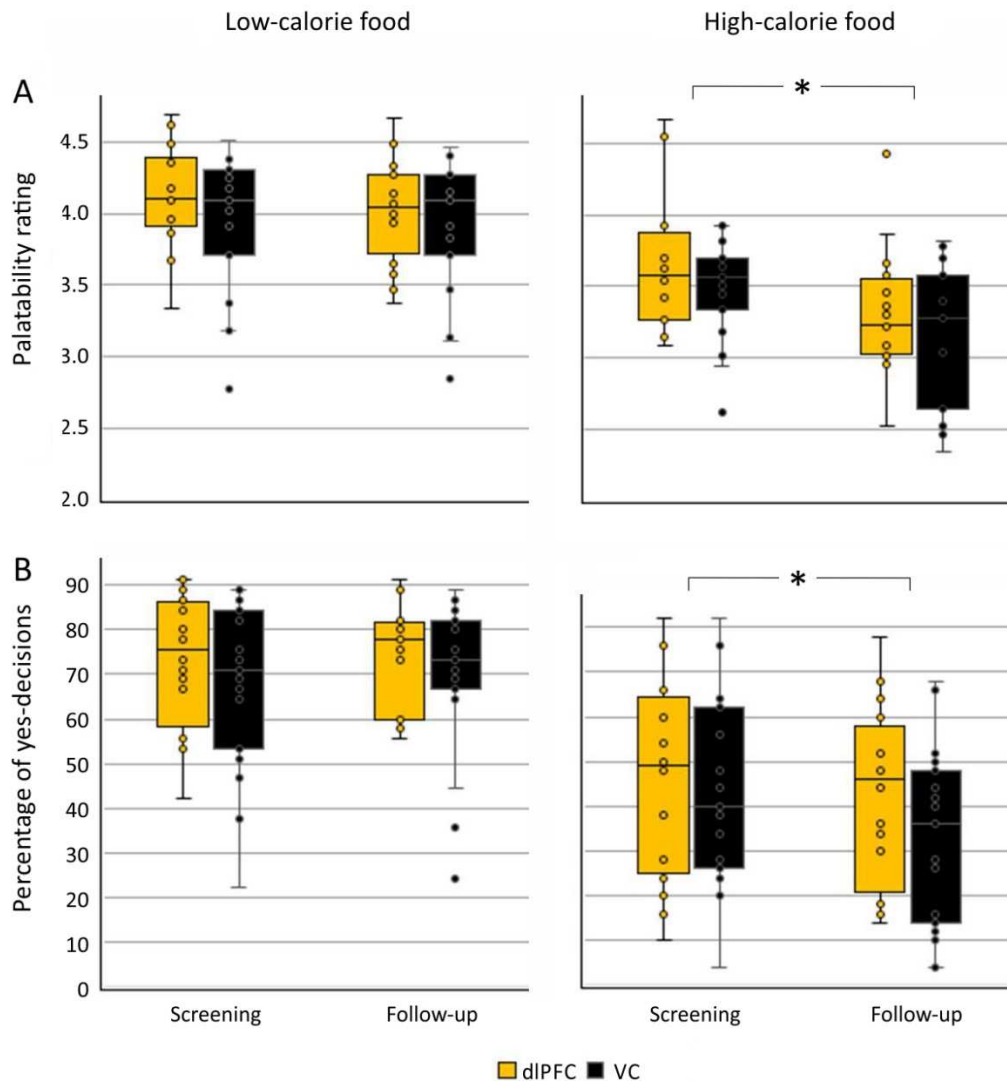 Low-calorie food
High-calorie food
A
*
Palatability rating
4.5
4.0
3.5
3.0
2.5
2.0
B
*
Percentage of yes-decisions
90
80
70
60
50
40
30
20
10
0
Screening
Follow-up
Screening
Follow-up
dlPFC
VC